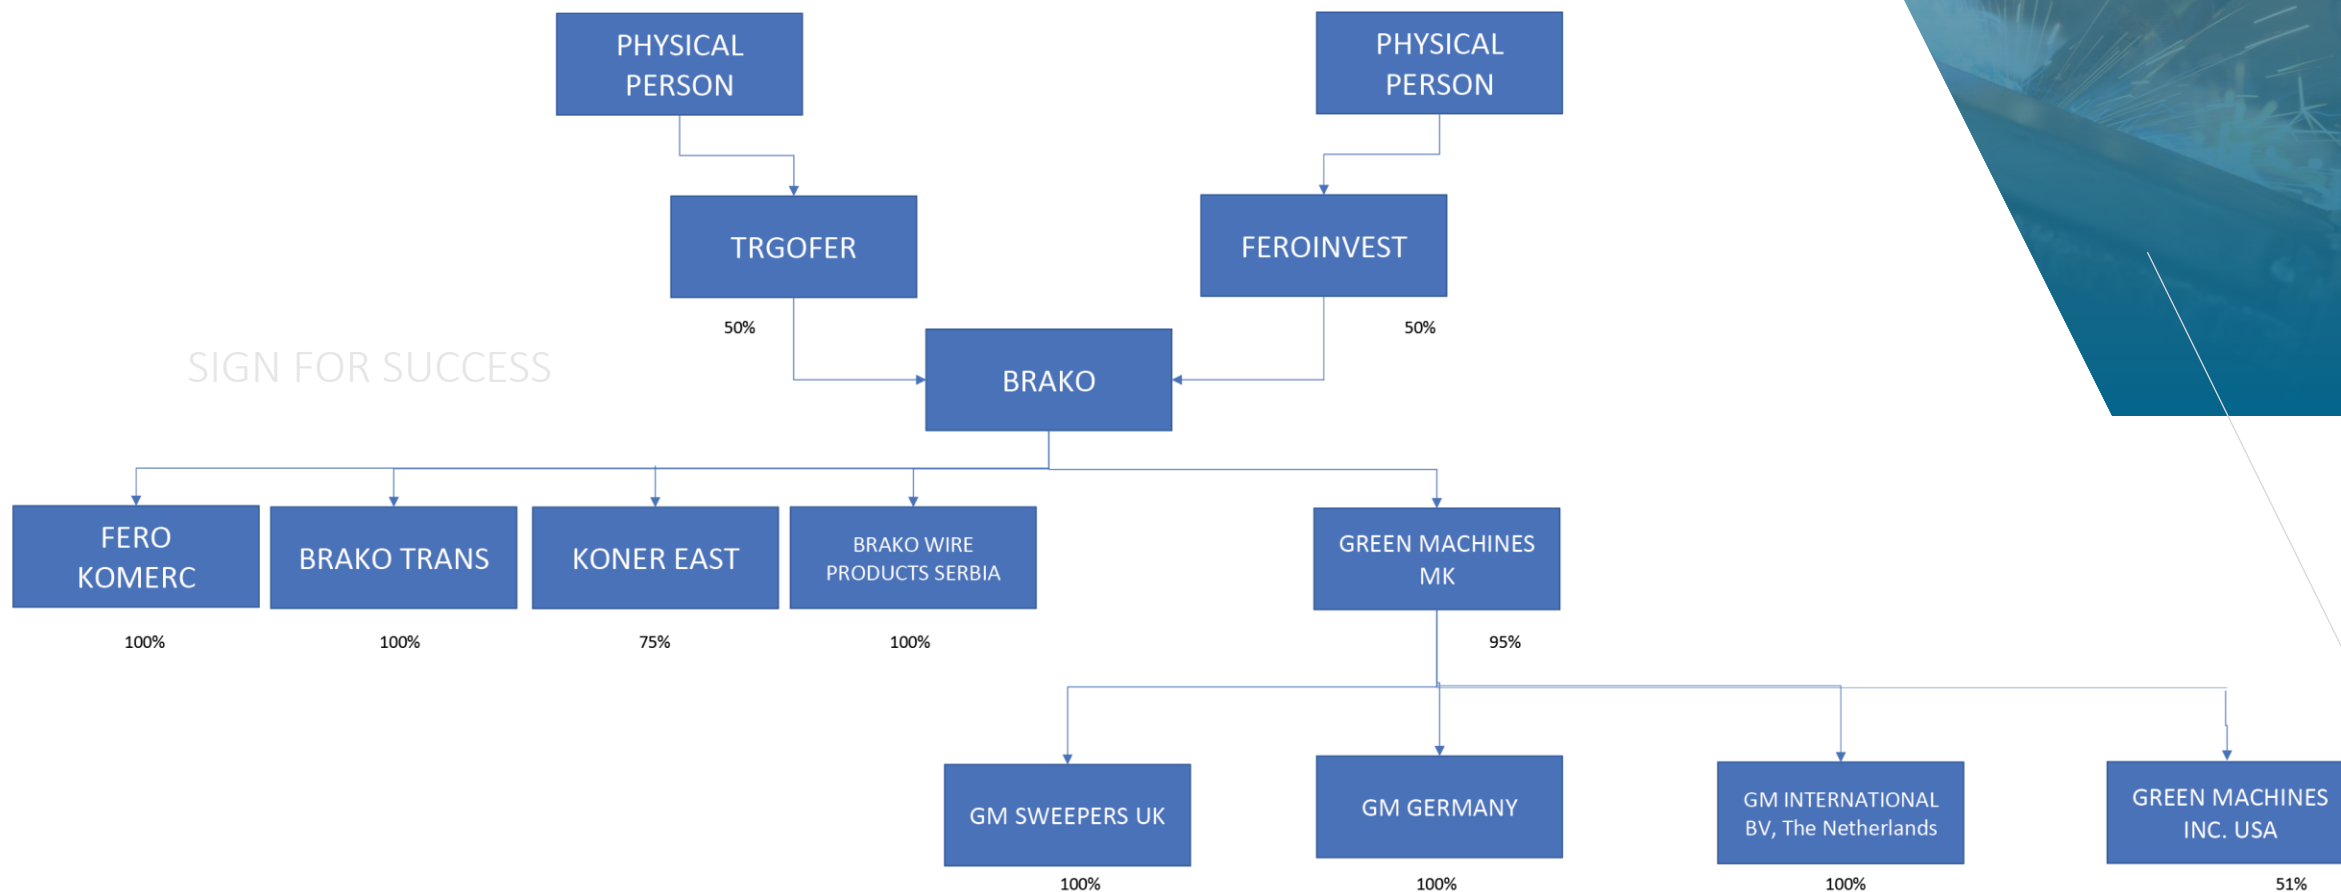 PHYSICAL
PERSON
PHYSICAL
PERSON
TRGOFER
FEROINVEST
50%
50%
SIGN FOR SUCCESS
BRAKO
FERO
KOMERC
BRAKO TRANS
KONER EAST
BRAKO WIRE
PRODUCTS SERBIA
GREEN MACHINES
MK
100%
100%
75%
100%
95%
GM SWEEPERS UK
GM GERMANY
GM INTERNATIONAL
BV, The Netherlands
GREEN MACHINES
INC. USA
100%
100%
100%
51%